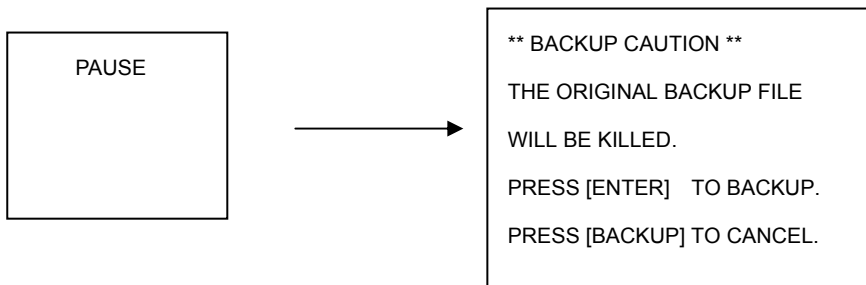 PAUSE
** BACKUP CAUTION **
THE ORIGINAL BACKUP FILE
WILL BE KILLED.
PRESS [ENTER] TO BACKUP.
PRESS [BACKUP] TO CANCEL.